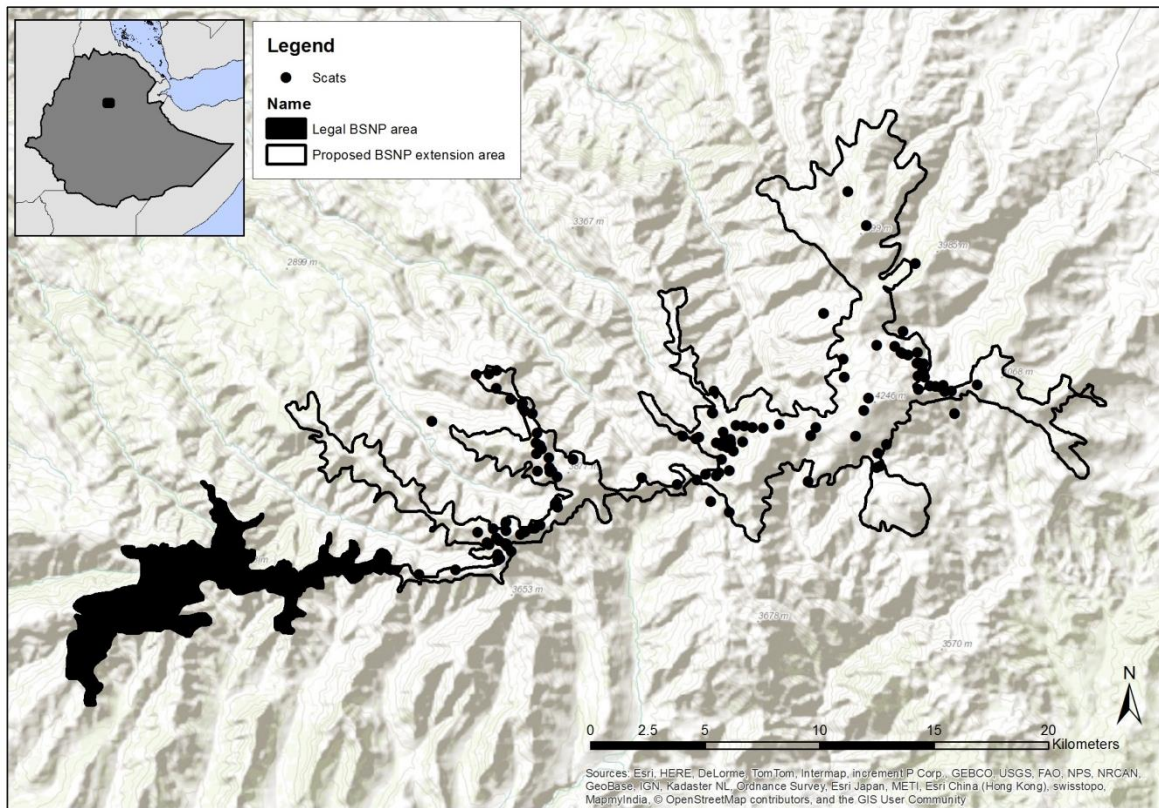 Legend
Scats
Name
Legal BSNP area
Proposed BSNP extension area
3367 m
2899 m
3985 m
4246 m
3653 m
3678 m
3570 m
N
0 2.5 5 10 15 20
Kilometers
Sources: Esri, HERE, DeLorme, TomTom, Intermap, increment P Corp., GEBCO, USGS, FAO, NPS, NRCAN,
GeoBase, IGN, Kadaster NL, Ordnance Survey, Esri Japan, METI, Esri China (Hong Kong), swisstopo,
MapmyIndia, © OpenStreetMap contributors, and the GIS User Community